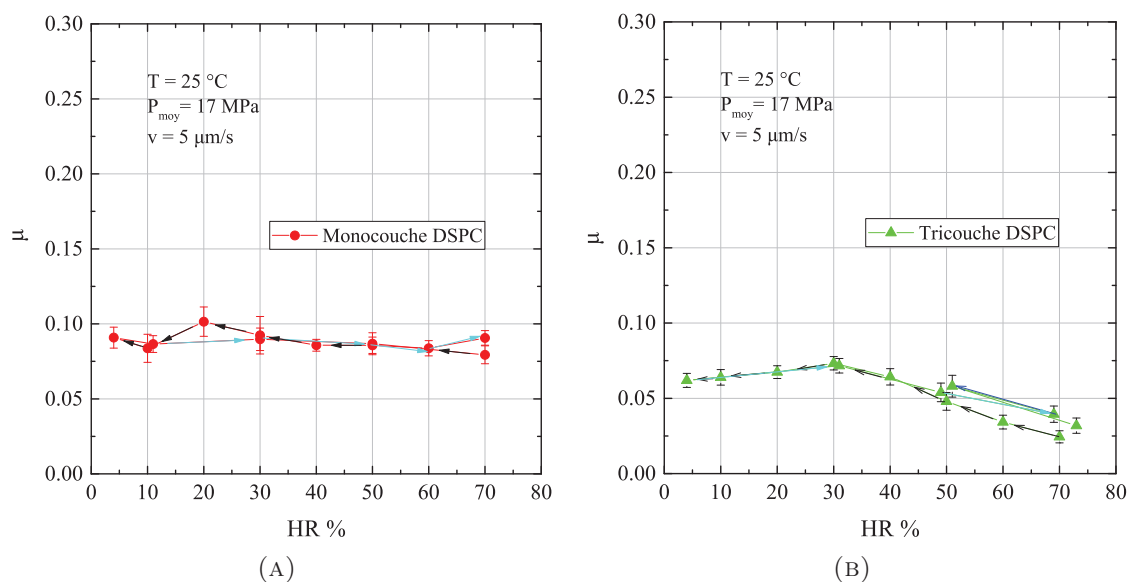 0.30
0.25
0.20
0.15
0.10
0.05
0.00
μ
T = 25 °C
Pmoy= 17 MPa
v = 5 μm/s
Monocouche DSPC
0 10 20 30 40 50 60 70 80
HR %
(A)
0.30
0.25
0.20
0.15
0.10
0.05
0.00
μ
T = 25 °C
Pmoy= 17 MPa
v = 5 μm/s
Tricouche DSPC
0 10 20 30 40 50 60 70 80
HR %
(B)